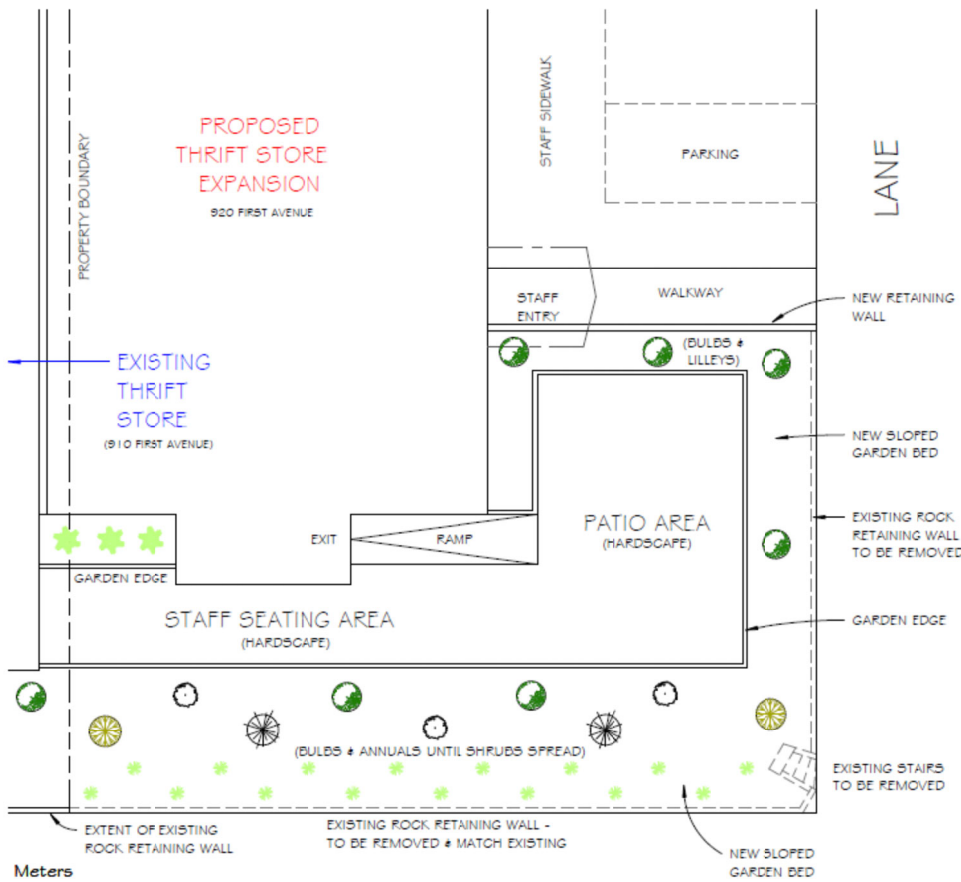 PROPERTY BOUNDARY
PROPOSED
THRIFT STORE
EXPANSION
920 FIRST AVENUE
STAFF SIDEWALK
PARKING
LANE
STAFF
ENTRY
WALKWAY
NEW RETAINING
WALL
EXISTING
THRIFT
STORE
(910 FIRST AVENUE)
(BULBS &
LILLEYS)
NEW SLOPED
GARDEN BED
PATIO AREA
(HARDSCAPE)
EXISTING ROCK
RETAINING WALL
TO BE REMOVED
EXIT
RAMP
GARDEN EDGE
STAFF SEATING AREA
(HARDSCAPE)
GARDEN EDGE
(BULBS & ANNUALS UNTIL SHRUBS SPREAD)
EXISTING STAIRS
TO BE REMOVED
EXTENT OF EXISTING
ROCK RETAINING WALL
EXISTING ROCK RETAINING WALL -
TO BE REMOVED & MATCH EXISTING
NEW SLOPED
GARDEN BED
Meters